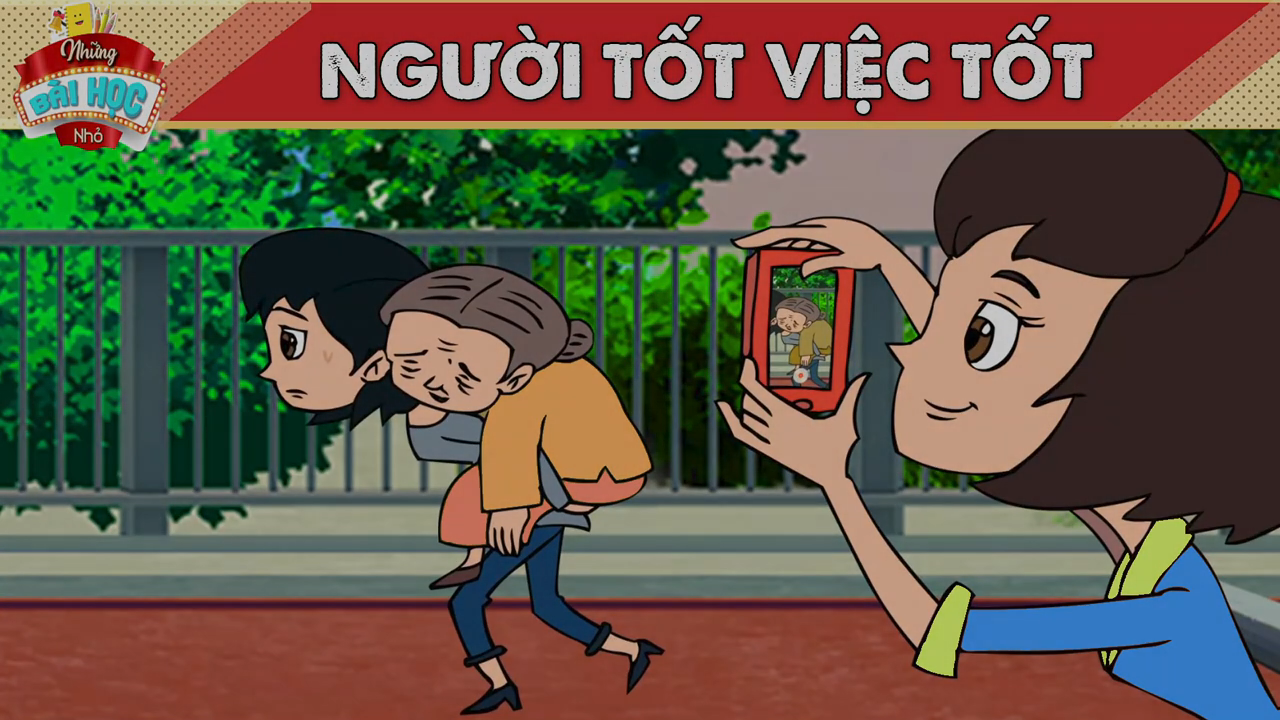 Những
BÀI HỌC
Nhỏ
NGƯỜI TỐT VIỆC TỐT